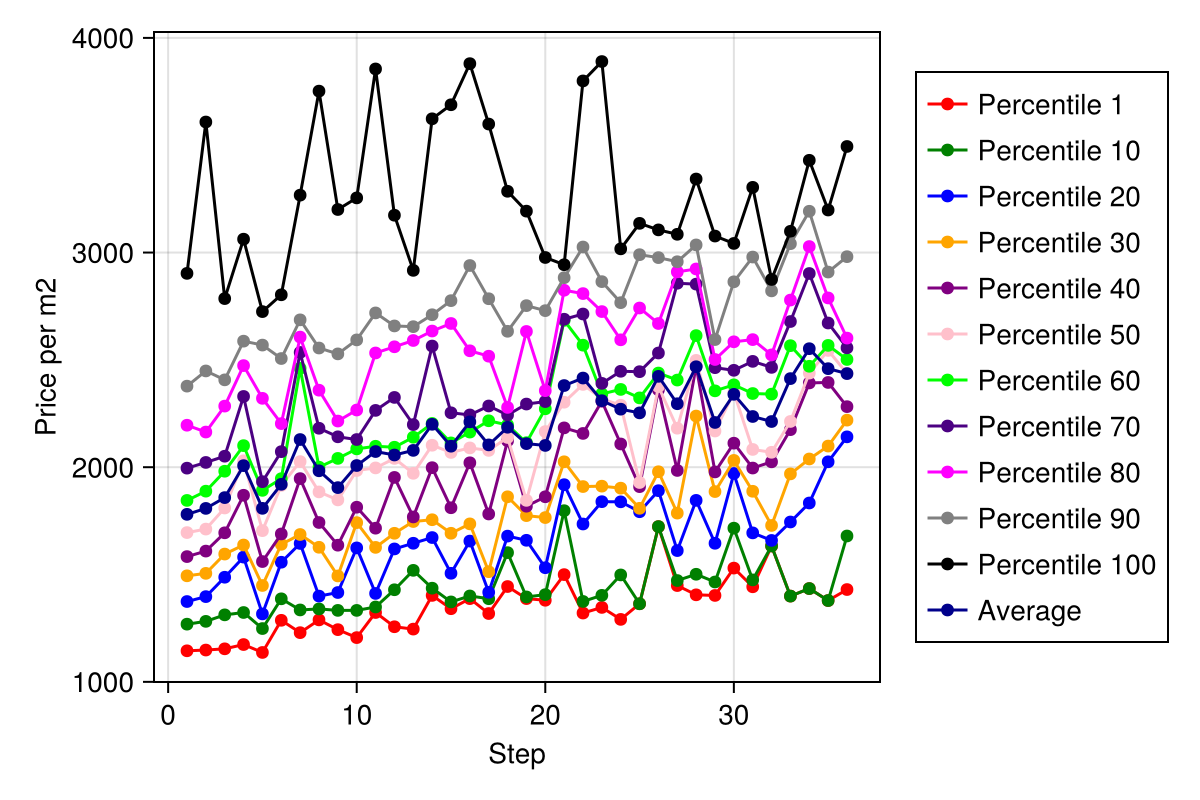 4000
3000
2000
1000
Price per m2
0
10
20
30
Step
Percentile 1
Percentile 10
Percentile 20
Percentile 30
Percentile 40
Percentile 50
Percentile 60
Percentile 70
Percentile 80
Percentile 90
Percentile 100
Average